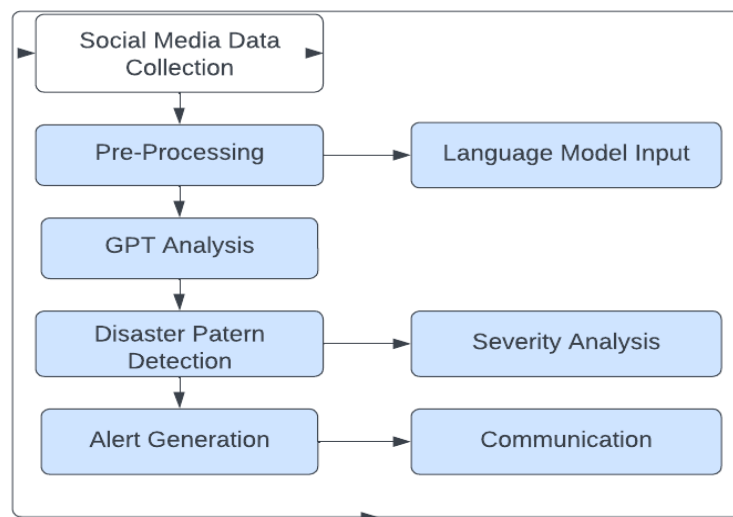 Social Media Data
Collection
Pre-Processing
Language Model Input
GPT Analysis
Disaster Patern
Detection
Severity Analysis
Alert Generation
Communication